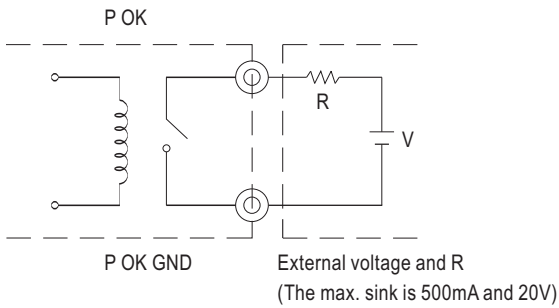 P OK
R
V
P OK GND
External voltage and R
(The max. sink is 500mA and 20V)